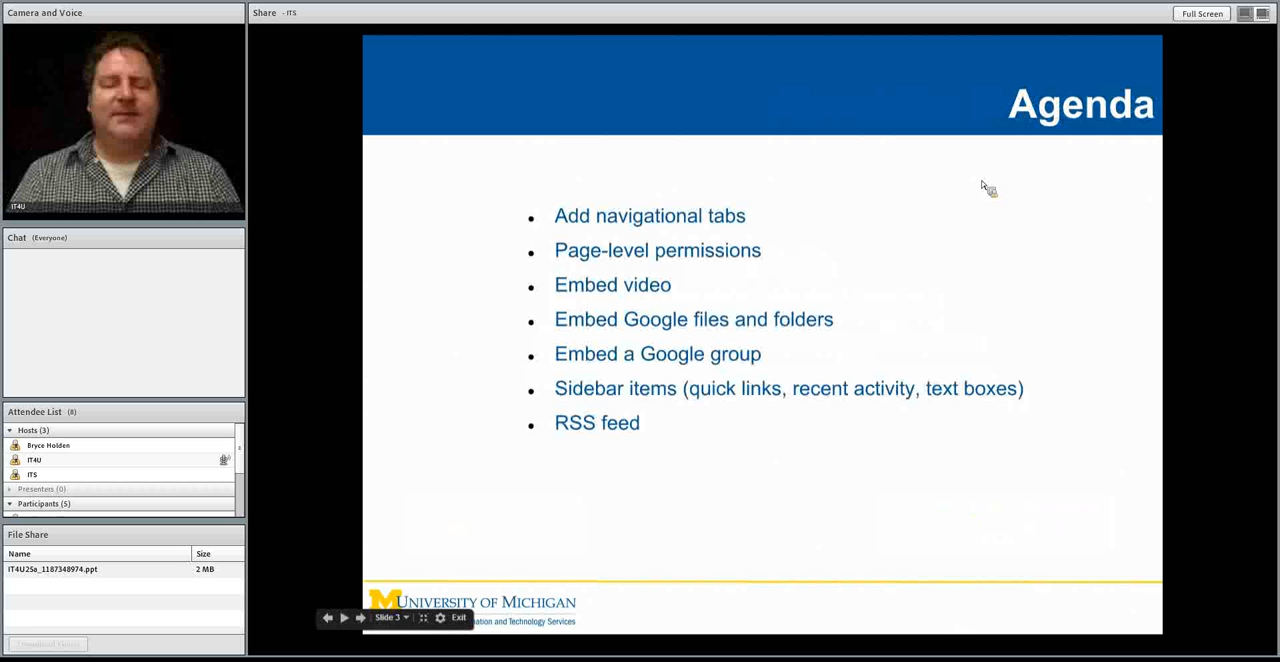 Camera and Voice
IT4U
Chat (Everyone)
Attendee List (8)
Hosts (3)
Bryce Holden
IT4U
ITS
Presenters (0)
Participants (5)
File Share
Name Size
IT4U25a_1187348974.ppt 2 MB
Share - ITS
Full Screen
Agenda
• Add navigational tabs
• Page-level permissions
• Embed video
• Embed Google files and folders
• Embed a Google group
• Sidebar items (quick links, recent activity, text boxes)
• RSS feed
UNIVERSITY OF MICHIGAN
Slide 3 Exit
and Technology Services